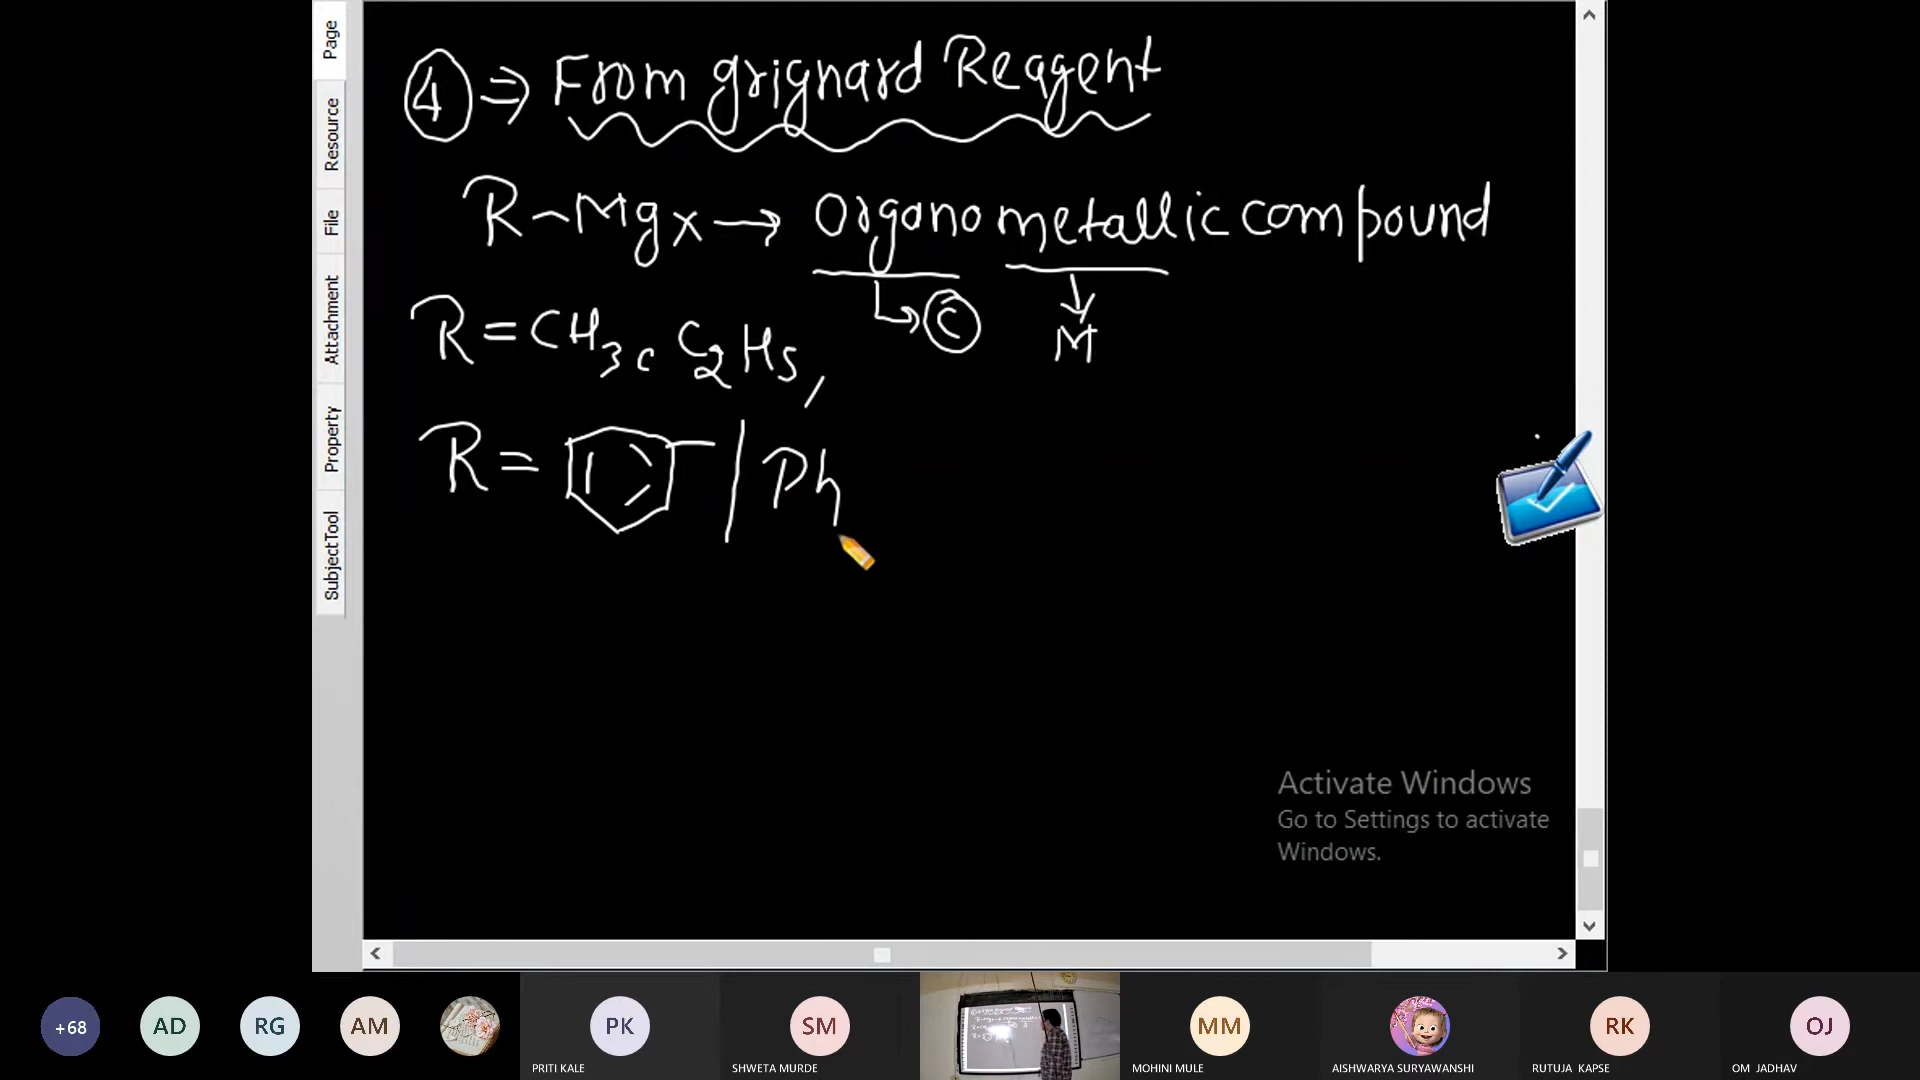 Page
Resource
File
Attachment
Property
SubjectTool
④ ⇒ From grignard Reagent
R-Mgx → Organo metallic compound
C
M
R = CH3, C2H5,
R = | Ph
Activate Windows
Go to Settings to activate
Windows.
+68
AD
RG
AM
PK
PRITI KALE
SM
SHWETA MURDE
MM
MOHINI MULE
AISHWARYA SURYAWANSHI
RK
RUTUJA KAPSE
OJ
OM JADHAV